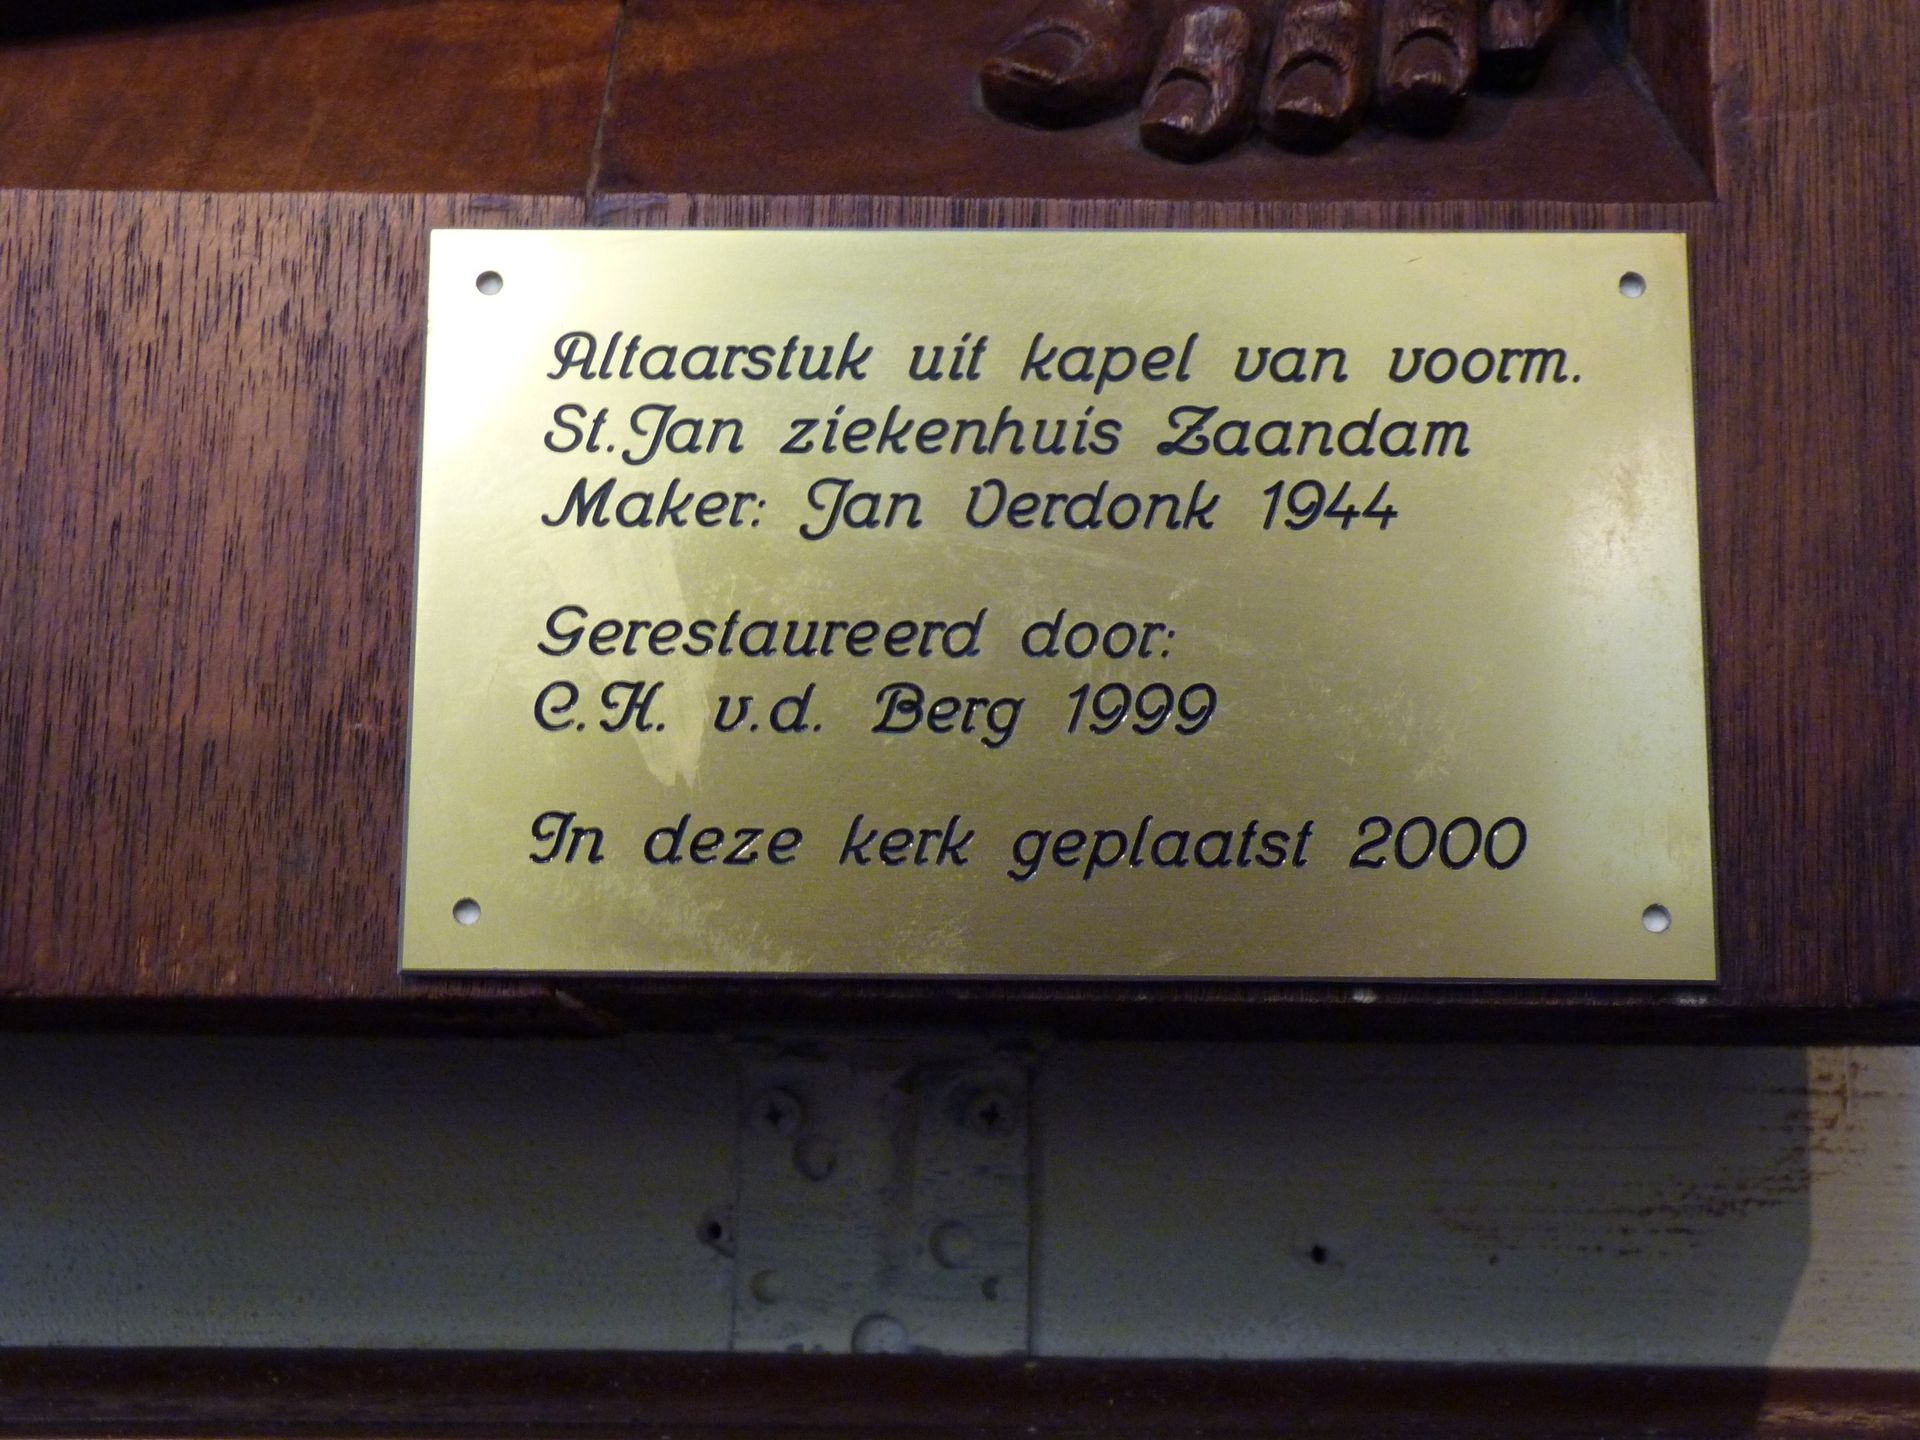 Altaarstuk uit kapel van voorm.
St. Jan ziekenhuis Zaandam
Maker: Jan Verdonk 1944
Gerestaureerd door:
C.H. v.d. Berg 1999
In deze kerk geplaatst 2000